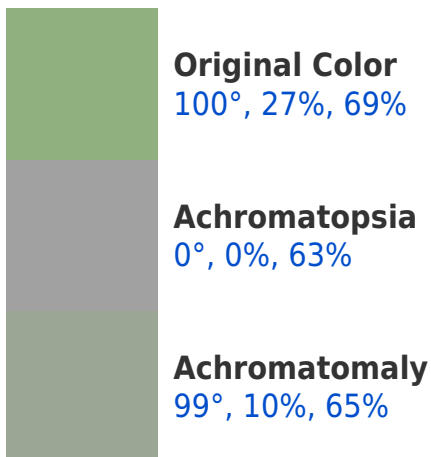 Original Color
100°, 27%, 69%
Achromatopsia
0°, 0%, 63%
Achromatomaly
99°, 10%, 65%